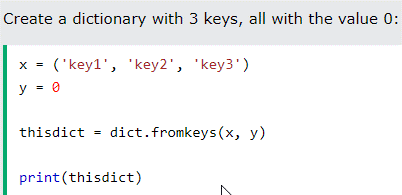 Create a dictionary with 3 keys, all with the value 0:
x = ('key1', 'key2', 'key3')
y = 0
thisdict = dict.fromkeys(x, y)
print(thisdict)